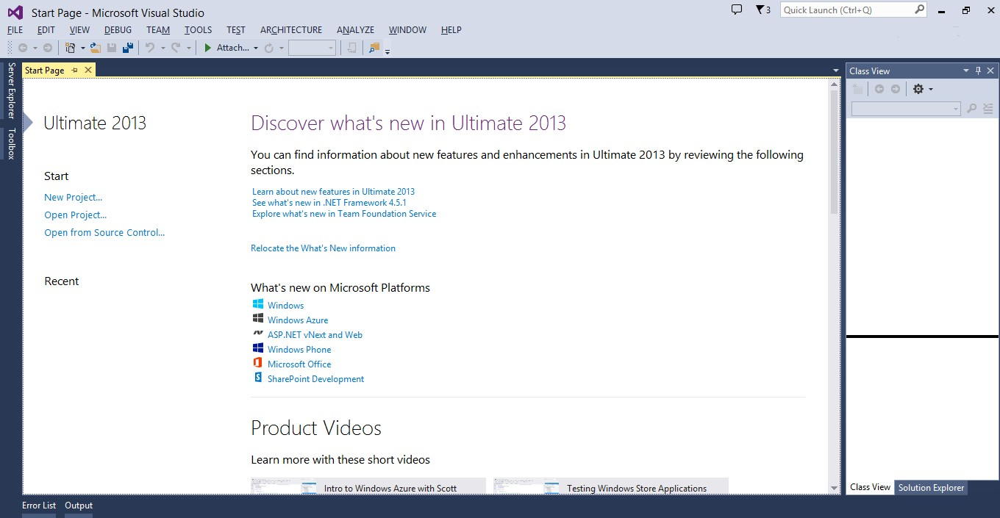 Start Page - Microsoft Visual Studio
3
Quick Launch (Ctrl+Q)
FILE EDIT VIEW DEBUG TEAM TOOLS TEST ARCHITECTURE ANALYZE WINDOW HELP
Attach...
Server Explorer
Toolbox
Start Page
Ultimate 2013
Start
New Project...
Open Project...
Open from Source Control...
Recent
Discover what's new in Ultimate 2013
You can find information about new features and enhancements in Ultimate 2013 by reviewing the following
sections.
Learn about new features in Ultimate 2013
See what's new in .NET Framework 4.5.1
Explore what's new in Team Foundation Service
Relocate the What's New information
What's new on Microsoft Platforms
Windows
Windows Azure
ASP.NET vNext and Web
Windows Phone
Microsoft Office
SharePoint Development
Product Videos
Learn more with these short videos
Intro to Windows Azure with Scott
Testing Windows Store Applications
Class View
Class View Solution Explorer
Error List Output